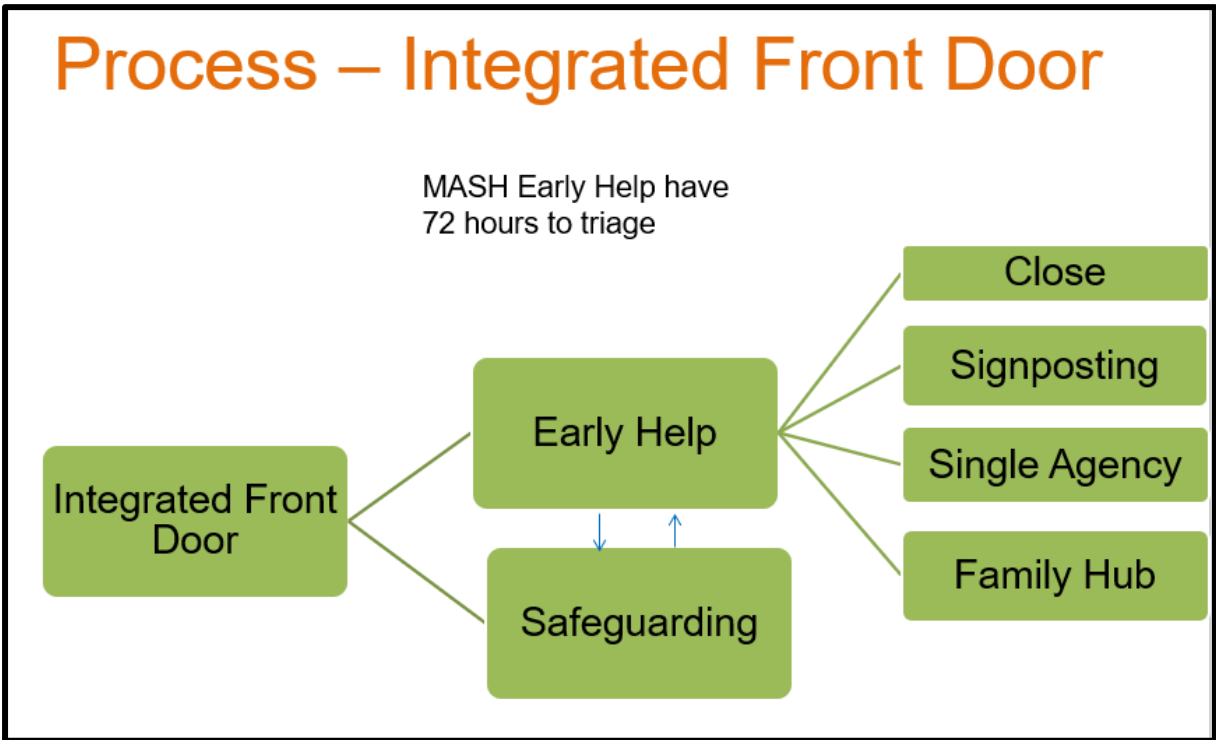 Process – Integrated Front Door
MASH Early Help have
72 hours to triage
Close
Signposting
Early Help
Single Agency
Integrated Front
Door
Family Hub
Safeguarding